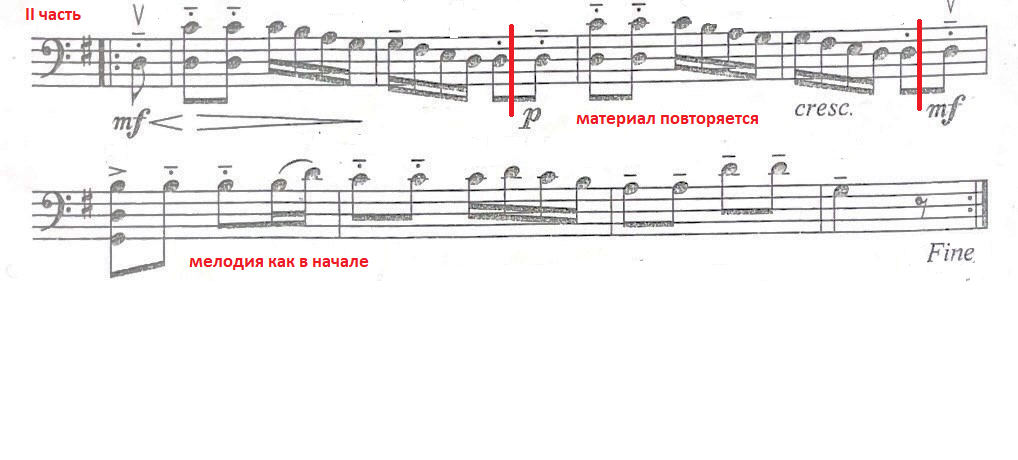 II часть
mf
p
материал повторяется
cresc.
mf
мелодия как в начале
Fine